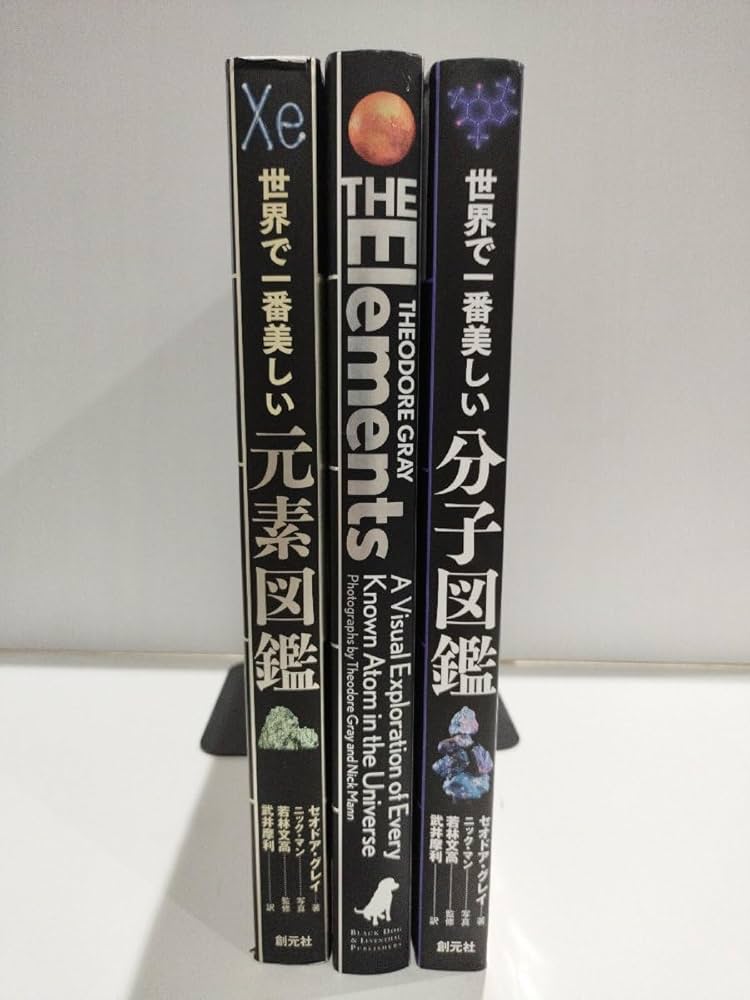 Xe
世界で一番美しい
元素図鑑
セオドア・グレイ 著
ニック・マン 写真
若林文高 監修
武井摩利 訳
創元社
THE
Elements
THEODORE GRAY
A Visual Exploration of Every
Known Atom in the Universe
Photographs by Theodore Gray and Nick Mann
BLACK DOG
& LEVENTHAL
PUBLISHERS
世界で一番美しい
分子図鑑
セオドア・グレイ 著
ニック・マン 写真
若林文高 監修
武井摩利 訳
創元社